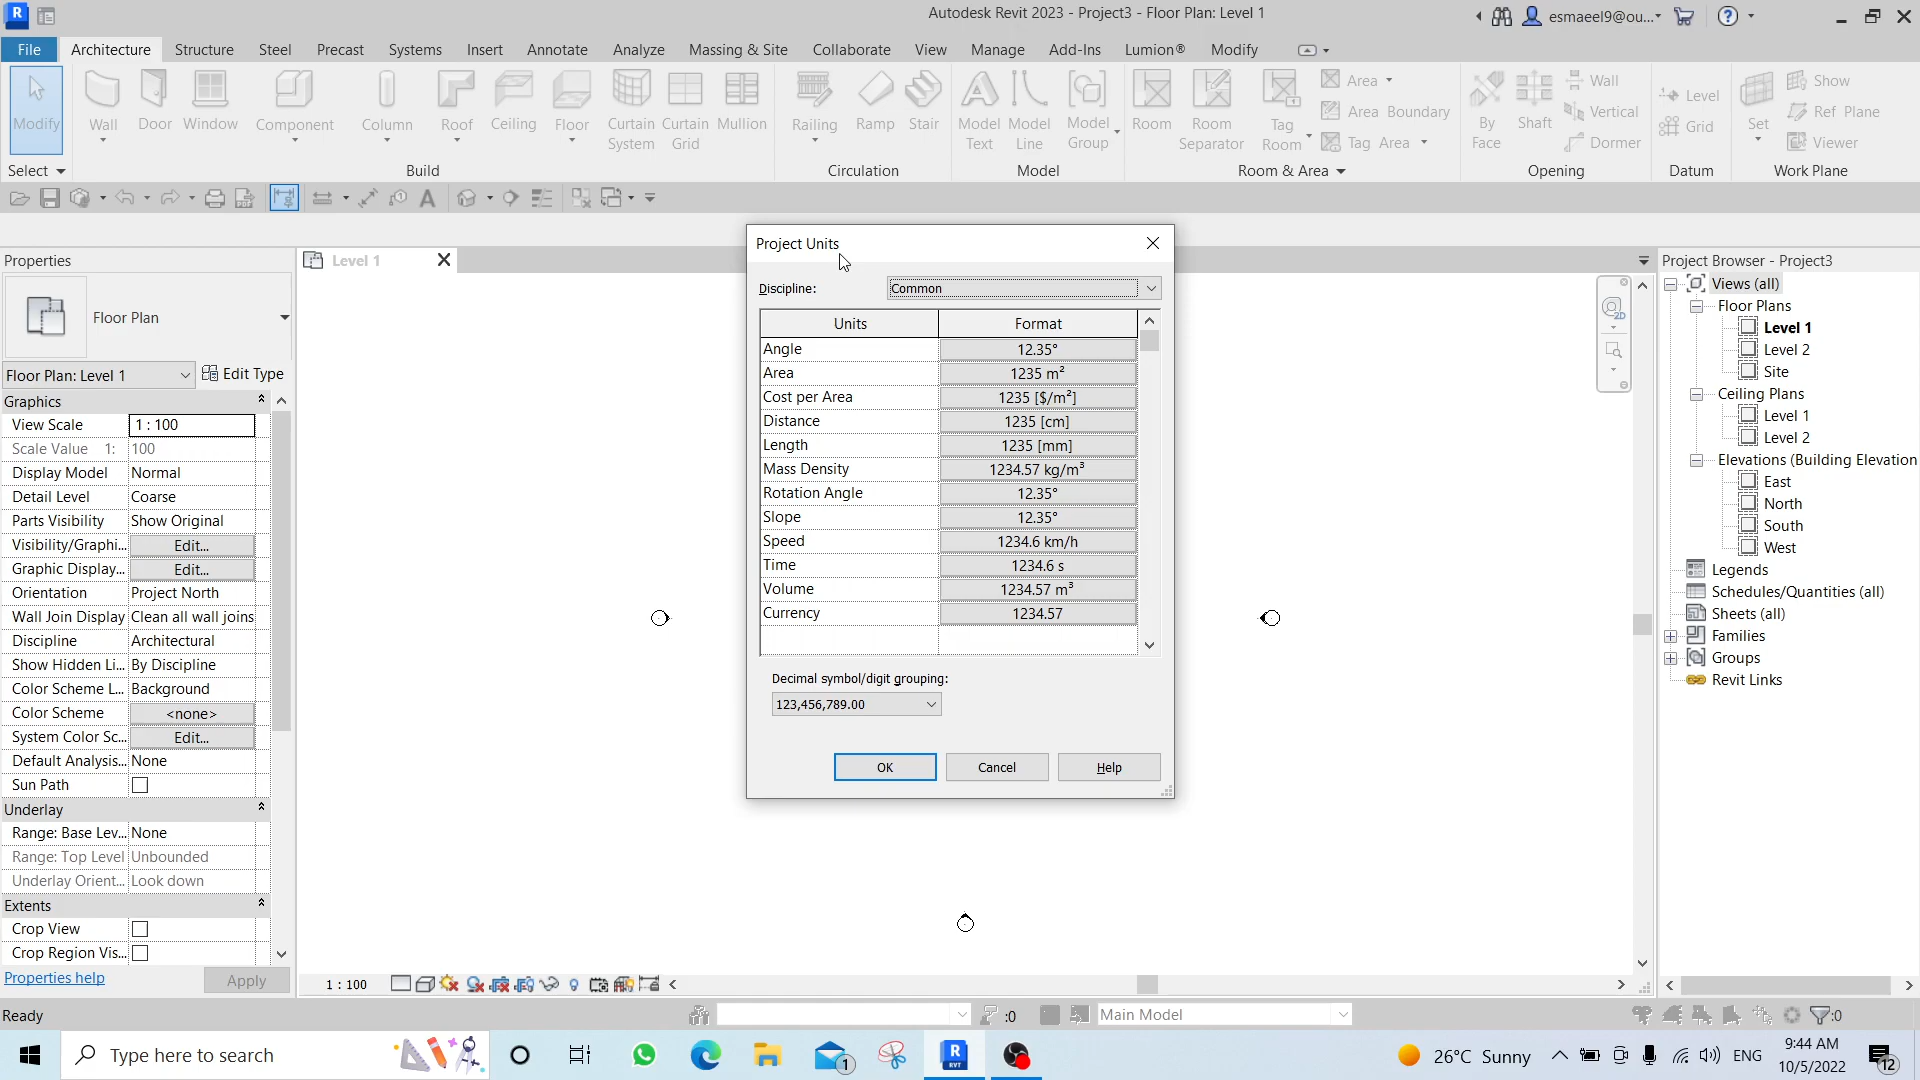 Autodesk Revit 2023 - Project3 - Floor Plan: Level 1
esmaeel9@ou...
File Architecture Structure Steel Precast Systems Insert Annotate Analyze Massing & Site Collaborate View Manage Add-Ins Lumion® Modify
Modify Wall Door Window Component Column Roof Ceiling Floor Curtain System Curtain Grid Mullion Railing Ramp Stair Model Text Model Line Model Group Room Room Separator Tag Room Area Area Boundary Tag Area By Face Shaft Wall Vertical Dormer Level Grid Set Show Ref Plane Viewer
Select Build Circulation Model Room & Area Opening Datum Work Plane
Properties
Floor Plan
Floor Plan: Level 1 Edit Type
Graphics
View Scale 1 : 100
Scale Value 1: 100
Display Model Normal
Detail Level Coarse
Parts Visibility Show Original
Visibility/Graphi... Edit...
Graphic Display... Edit...
Orientation Project North
Wall Join Display Clean all wall joins
Discipline Architectural
Show Hidden Li... By Discipline
Color Scheme L... Background
Color Scheme <none>
System Color Sc... Edit...
Default Analysis... None
Sun Path
Underlay
Range: Base Lev... None
Range: Top Level Unbounded
Underlay Orient... Look down
Extents
Crop View
Crop Region Vis...
Properties help Apply
Level 1
Project Units
Discipline: Common
Units Format
Angle 12.35°
Area 1235 m²
Cost per Area 1235 [$/m²]
Distance 1235 [cm]
Length 1235 [mm]
Mass Density 1234.57 kg/m³
Rotation Angle 12.35°
Slope 12.35°
Speed 1234.6 km/h
Time 1234.6 s
Volume 1234.57 m³
Currency 1234.57
Decimal symbol/digit grouping:
123,456,789.00
OK Cancel Help
2D
Project Browser - Project3
Views (all)
Floor Plans
Level 1
Level 2
Site
Ceiling Plans
Level 1
Level 2
Elevations (Building Elevation
East
North
South
West
Legends
Schedules/Quantities (all)
Sheets (all)
Families
Groups
Revit Links
1 : 100
Ready :0 Main Model :0
Type here to search
1
R
RVT
26°C Sunny
ENG
9:44 AM
10/5/2022
12